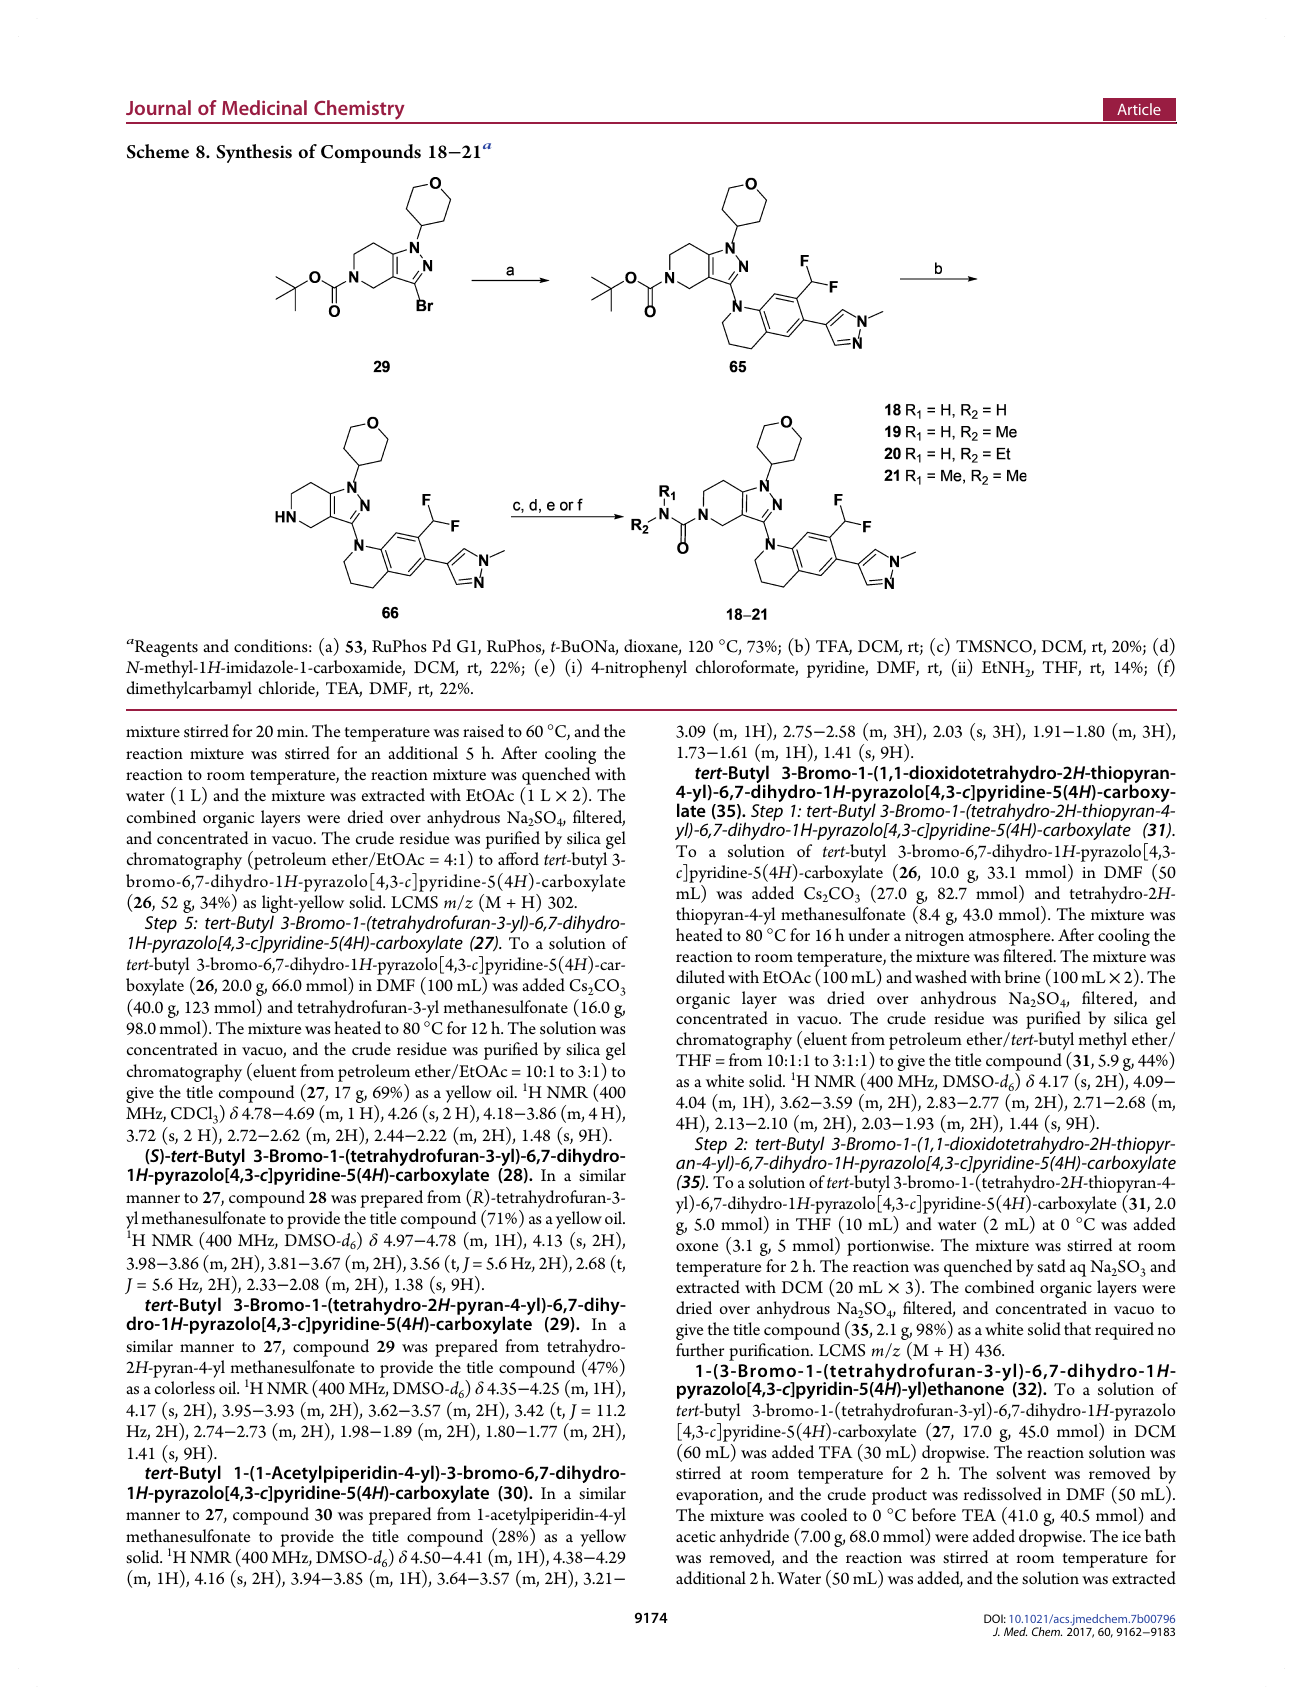 Journal of Medicinal Chemistry
Article
Scheme 8. Synthesis of Compounds 18−21a
O
N
N
N
O
O
Br
29
a
O
N
N
N
O
O
N
F
F
N
N
65
b
O
N
N
HN
N
F
F
N
N
66
c, d, e or f
O
N
N
N
R1
N
R2
O
N
F
F
N
N
18−21
18 R1 = H, R2 = H
19 R1 = H, R2 = Me
20 R1 = H, R2 = Et
21 R1 = Me, R2 = Me
aReagents and conditions: (a) 53, RuPhos Pd G1, RuPhos, t-BuONa, dioxane, 120 °C, 73%; (b) TFA, DCM, rt; (c) TMSNCO, DCM, rt, 20%; (d)
N-methyl-1H-imidazole-1-carboxamide, DCM, rt, 22%; (e) (i) 4-nitrophenyl chloroformate, pyridine, DMF, rt, (ii) EtNH2, THF, rt, 14%; (f)
dimethylcarbamyl chloride, TEA, DMF, rt, 22%.
mixture stirred for 20 min. The temperature was raised to 60 °C, and the
reaction mixture was stirred for an additional 5 h. After cooling the
reaction to room temperature, the reaction mixture was quenched with
water (1 L) and the mixture was extracted with EtOAc (1 L × 2). The
combined organic layers were dried over anhydrous Na2SO4, filtered,
and concentrated in vacuo. The crude residue was purified by silica gel
chromatography (petroleum ether/EtOAc = 4:1) to afford tert-butyl 3-
bromo-6,7-dihydro-1H-pyrazolo[4,3-c]pyridine-5(4H)-carboxylate
(26, 52 g, 34%) as light-yellow solid. LCMS m/z (M + H) 302.
Step 5: tert-Butyl 3-Bromo-1-(tetrahydrofuran-3-yl)-6,7-dihydro-
1H-pyrazolo[4,3-c]pyridine-5(4H)-carboxylate (27). To a solution of
tert-butyl 3-bromo-6,7-dihydro-1H-pyrazolo[4,3-c]pyridine-5(4H)-car-
boxylate (26, 20.0 g, 66.0 mmol) in DMF (100 mL) was added Cs2CO3
(40.0 g, 123 mmol) and tetrahydrofuran-3-yl methanesulfonate (16.0 g,
98.0 mmol). The mixture was heated to 80 °C for 12 h. The solution was
concentrated in vacuo, and the crude residue was purified by silica gel
chromatography (eluent from petroleum ether/EtOAc = 10:1 to 3:1) to
give the title compound (27, 17 g, 69%) as a yellow oil. 1H NMR (400
MHz, CDCl3) δ 4.78−4.69 (m, 1 H), 4.26 (s, 2 H), 4.18−3.86 (m, 4 H),
3.72 (s, 2 H), 2.72−2.62 (m, 2H), 2.44−2.22 (m, 2H), 1.48 (s, 9H).
(S)-tert-Butyl 3-Bromo-1-(tetrahydrofuran-3-yl)-6,7-dihydro-
1H-pyrazolo[4,3-c]pyridine-5(4H)-carboxylate (28). In a similar
manner to 27, compound 28 was prepared from (R)-tetrahydrofuran-3-
yl methanesulfonate to provide the title compound (71%) as a yellow oil.
1H NMR (400 MHz, DMSO-d6) δ 4.97−4.78 (m, 1H), 4.13 (s, 2H),
3.98−3.86 (m, 2H), 3.81−3.67 (m, 2H), 3.56 (t, J = 5.6 Hz, 2H), 2.68 (t,
J = 5.6 Hz, 2H), 2.33−2.08 (m, 2H), 1.38 (s, 9H).
tert-Butyl 3-Bromo-1-(tetrahydro-2H-pyran-4-yl)-6,7-dihy-
dro-1H-pyrazolo[4,3-c]pyridine-5(4H)-carboxylate (29). In a
similar manner to 27, compound 29 was prepared from tetrahydro-
2H-pyran-4-yl methanesulfonate to provide the title compound (47%)
as a colorless oil. 1H NMR (400 MHz, DMSO-d6) δ 4.35−4.25 (m, 1H),
4.17 (s, 2H), 3.95−3.93 (m, 2H), 3.62−3.57 (m, 2H), 3.42 (t, J = 11.2
Hz, 2H), 2.74−2.73 (m, 2H), 1.98−1.89 (m, 2H), 1.80−1.77 (m, 2H),
1.41 (s, 9H).
tert-Butyl 1-(1-Acetylpiperidin-4-yl)-3-bromo-6,7-dihydro-
1H-pyrazolo[4,3-c]pyridine-5(4H)-carboxylate (30). In a similar
manner to 27, compound 30 was prepared from 1-acetylpiperidin-4-yl
methanesulfonate to provide the title compound (28%) as a yellow
solid. 1H NMR (400 MHz, DMSO-d6) δ 4.50−4.41 (m, 1H), 4.38−4.29
(m, 1H), 4.16 (s, 2H), 3.94−3.85 (m, 1H), 3.64−3.57 (m, 2H), 3.21−
3.09 (m, 1H), 2.75−2.58 (m, 3H), 2.03 (s, 3H), 1.91−1.80 (m, 3H),
1.73−1.61 (m, 1H), 1.41 (s, 9H).
tert-Butyl 3-Bromo-1-(1,1-dioxidotetrahydro-2H-thiopyran-
4-yl)-6,7-dihydro-1H-pyrazolo[4,3-c]pyridine-5(4H)-carboxy-
late (35). Step 1: tert-Butyl 3-Bromo-1-(tetrahydro-2H-thiopyran-4-
yl)-6,7-dihydro-1H-pyrazolo[4,3-c]pyridine-5(4H)-carboxylate (31).
To a solution of tert-butyl 3-bromo-6,7-dihydro-1H-pyrazolo[4,3-
c]pyridine-5(4H)-carboxylate (26, 10.0 g, 33.1 mmol) in DMF (50
mL) was added Cs2CO3 (27.0 g, 82.7 mmol) and tetrahydro-2H-
thiopyran-4-yl methanesulfonate (8.4 g, 43.0 mmol). The mixture was
heated to 80 °C for 16 h under a nitrogen atmosphere. After cooling the
reaction to room temperature, the mixture was filtered. The mixture was
diluted with EtOAc (100 mL) and washed with brine (100 mL × 2). The
organic layer was dried over anhydrous Na2SO4, filtered, and
concentrated in vacuo. The crude residue was purified by silica gel
chromatography (eluent from petroleum ether/tert-butyl methyl ether/
THF = from 10:1:1 to 3:1:1) to give the title compound (31, 5.9 g, 44%)
as a white solid. 1H NMR (400 MHz, DMSO-d6) δ 4.17 (s, 2H), 4.09−
4.04 (m, 1H), 3.62−3.59 (m, 2H), 2.83−2.77 (m, 2H), 2.71−2.68 (m,
4H), 2.13−2.10 (m, 2H), 2.03−1.93 (m, 2H), 1.44 (s, 9H).
Step 2: tert-Butyl 3-Bromo-1-(1,1-dioxidotetrahydro-2H-thiopyr-
an-4-yl)-6,7-dihydro-1H-pyrazolo[4,3-c]pyridine-5(4H)-carboxylate
(35). To a solution of tert-butyl 3-bromo-1-(tetrahydro-2H-thiopyran-4-
yl)-6,7-dihydro-1H-pyrazolo[4,3-c]pyridine-5(4H)-carboxylate (31, 2.0
g, 5.0 mmol) in THF (10 mL) and water (2 mL) at 0 °C was added
oxone (3.1 g, 5 mmol) portionwise. The mixture was stirred at room
temperature for 2 h. The reaction was quenched by satd aq Na2SO3 and
extracted with DCM (20 mL × 3). The combined organic layers were
dried over anhydrous Na2SO4, filtered, and concentrated in vacuo to
give the title compound (35, 2.1 g, 98%) as a white solid that required no
further purification. LCMS m/z (M + H) 436.
1-(3-Bromo-1-(tetrahydrofuran-3-yl)-6,7-dihydro-1H-
pyrazolo[4,3-c]pyridin-5(4H)-yl)ethanone (32). To a solution of
tert-butyl 3-bromo-1-(tetrahydrofuran-3-yl)-6,7-dihydro-1H-pyrazolo
[4,3-c]pyridine-5(4H)-carboxylate (27, 17.0 g, 45.0 mmol) in DCM
(60 mL) was added TFA (30 mL) dropwise. The reaction solution was
stirred at room temperature for 2 h. The solvent was removed by
evaporation, and the crude product was redissolved in DMF (50 mL).
The mixture was cooled to 0 °C before TEA (41.0 g, 40.5 mmol) and
acetic anhydride (7.00 g, 68.0 mmol) were added dropwise. The ice bath
was removed, and the reaction was stirred at room temperature for
additional 2 h. Water (50 mL) was added, and the solution was extracted
9174
DOI: 10.1021/acs.jmedchem.7b00796
J. Med. Chem. 2017, 60, 9162−9183